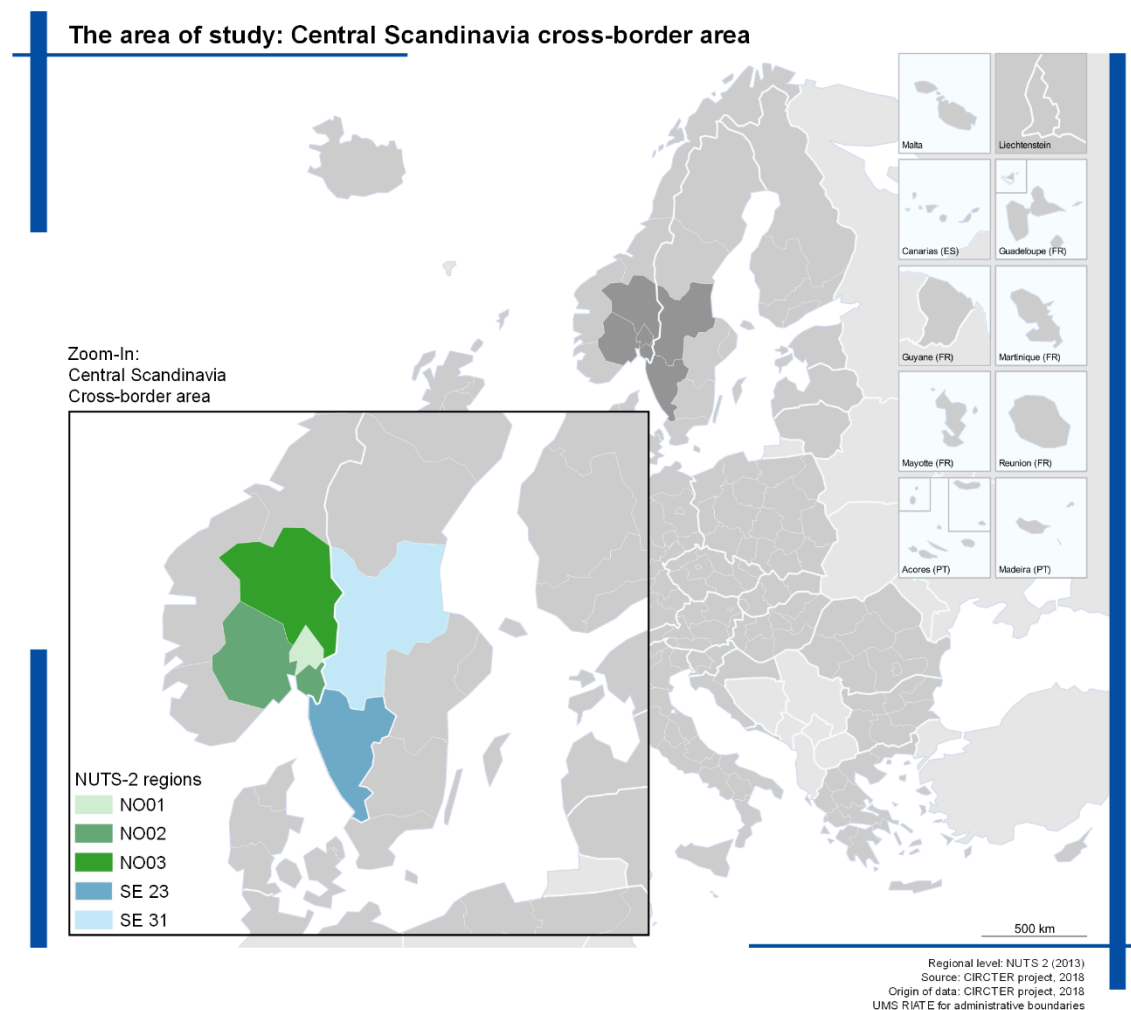 The area of study: Central Scandinavia cross-border area
Malta
Liechtenstein
Canarias (ES)
Guadeloupe (FR)
Guyane (FR)
Martinique (FR)
Mayotte (FR)
Reunion (FR)
Acores (PT)
Madeira (PT)
Zoom-In:
Central Scandinavia
Cross-border area
NUTS-2 regions
NO01
NO02
NO03
SE 23
SE 31
500 km
Regional level: NUTS 2 (2013)
Source: CIRCTER project, 2018
Origin of data: CIRCTER project, 2018
UMS RIATE for administrative boundaries